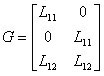 G = [ L11 0
0 L11
L12 L12 ]